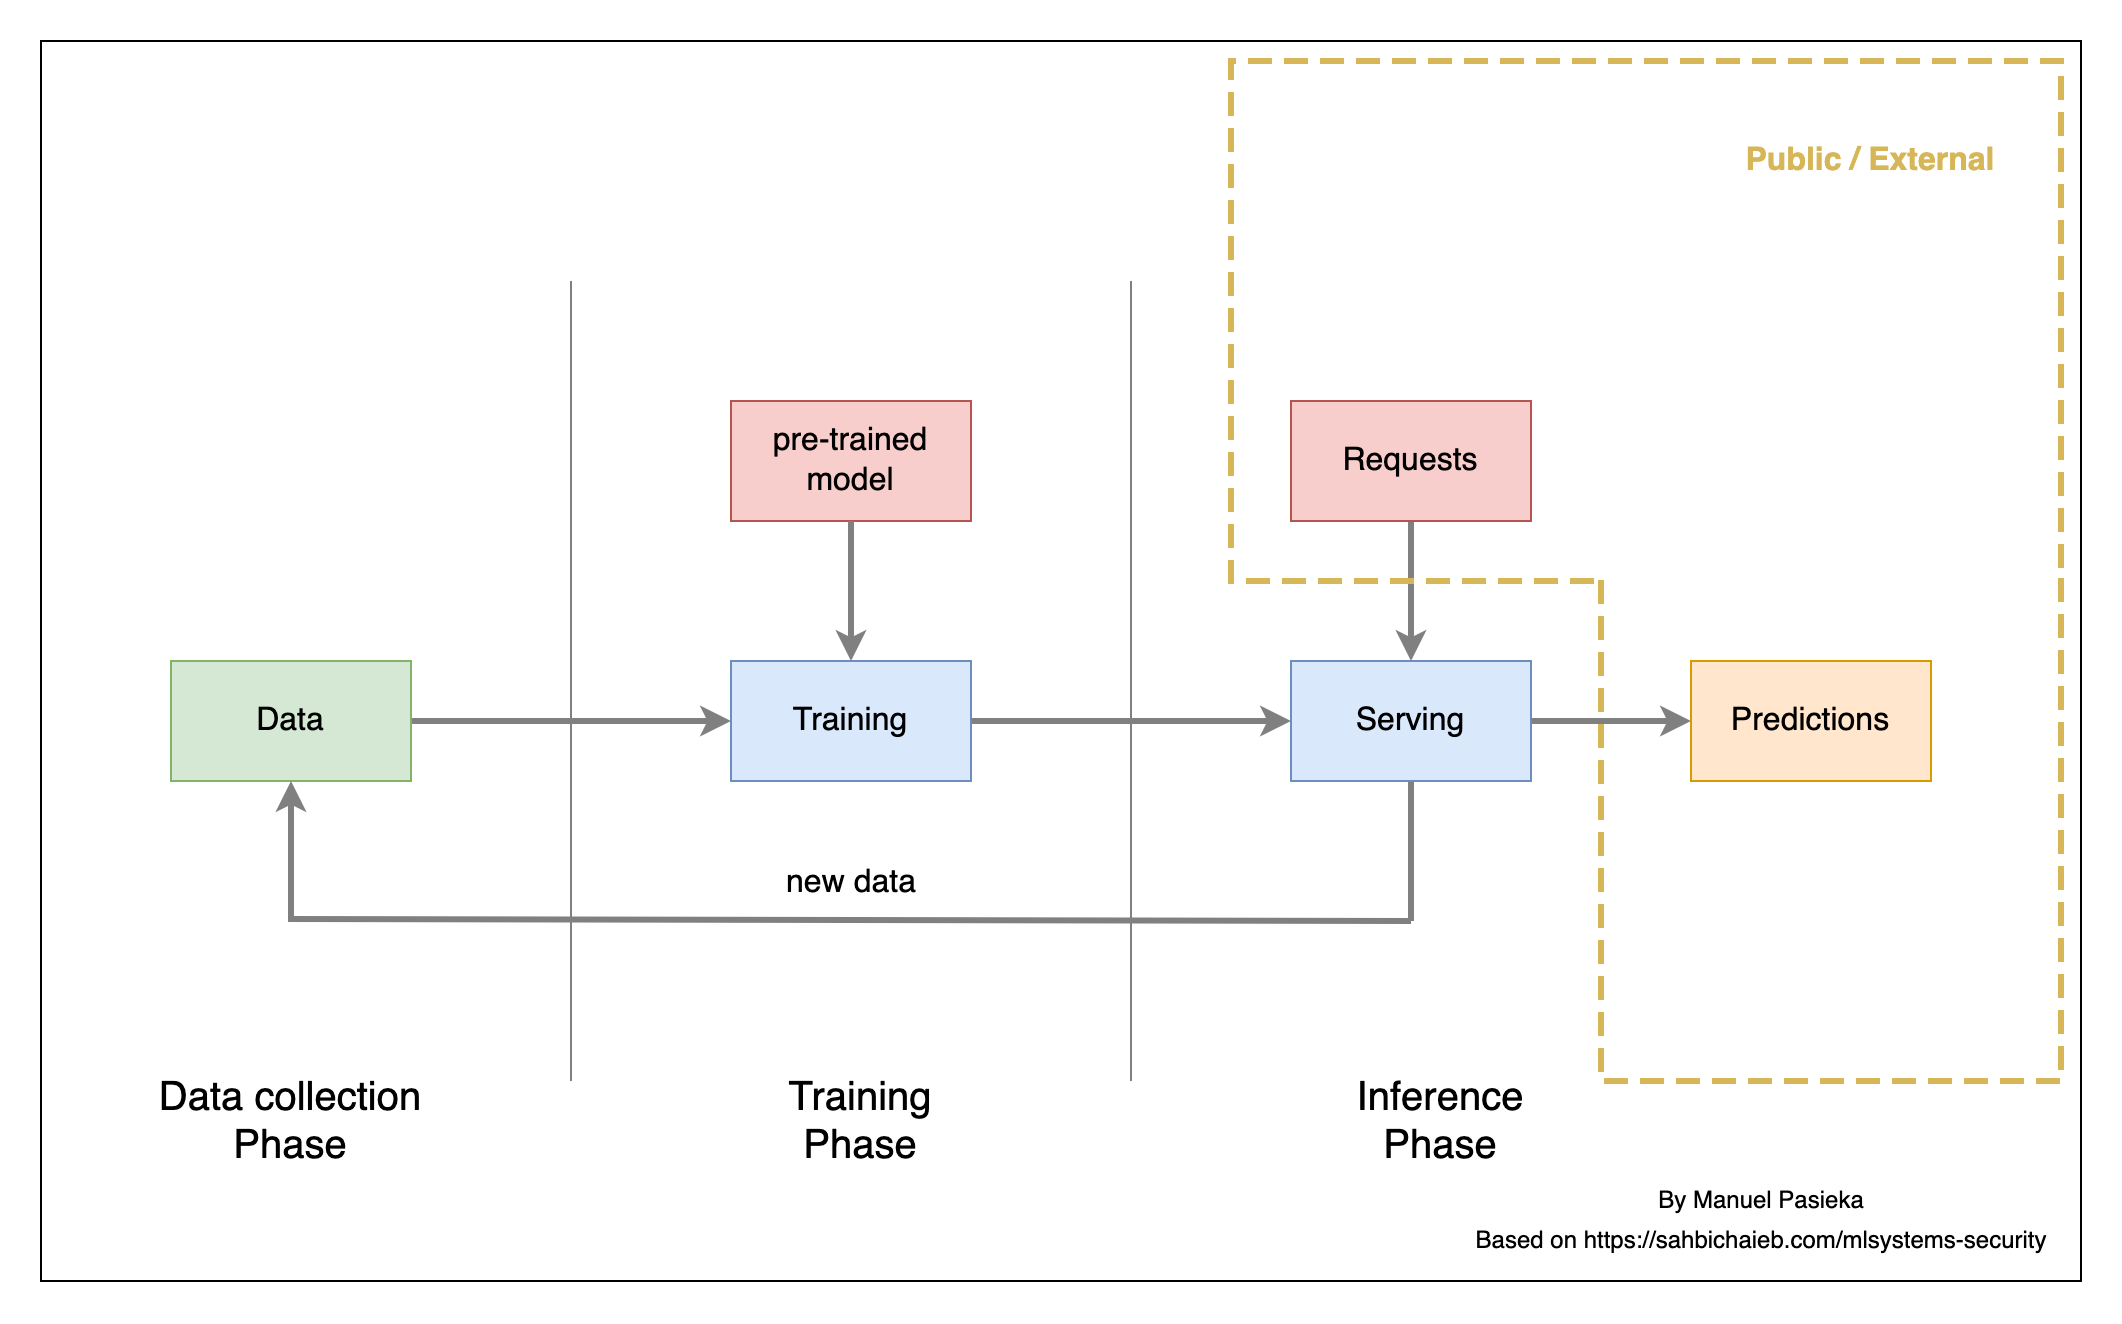 Public / External
pre-trained
model
Requests
Data
Training
Serving
Predictions
new data
Data collection
Phase
Training
Phase
Inference
Phase
By Manuel Pasieka
Based on https://sahbichaieb.com/mlsystems-security